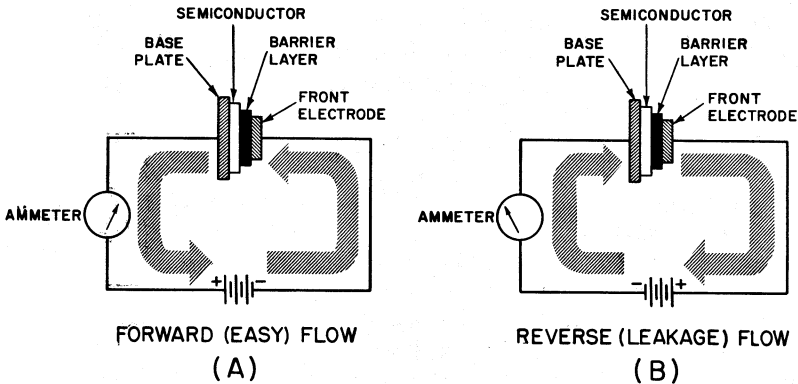 SEMICONDUCTOR
BASE
PLATE
BARRIER
LAYER
FRONT
ELECTRODE
AMMETER
+ −
FORWARD (EASY) FLOW
(A)
SEMICONDUCTOR
BASE
PLATE
BARRIER
LAYER
FRONT
ELECTRODE
AMMETER
− +
REVERSE (LEAKAGE) FLOW
(B)